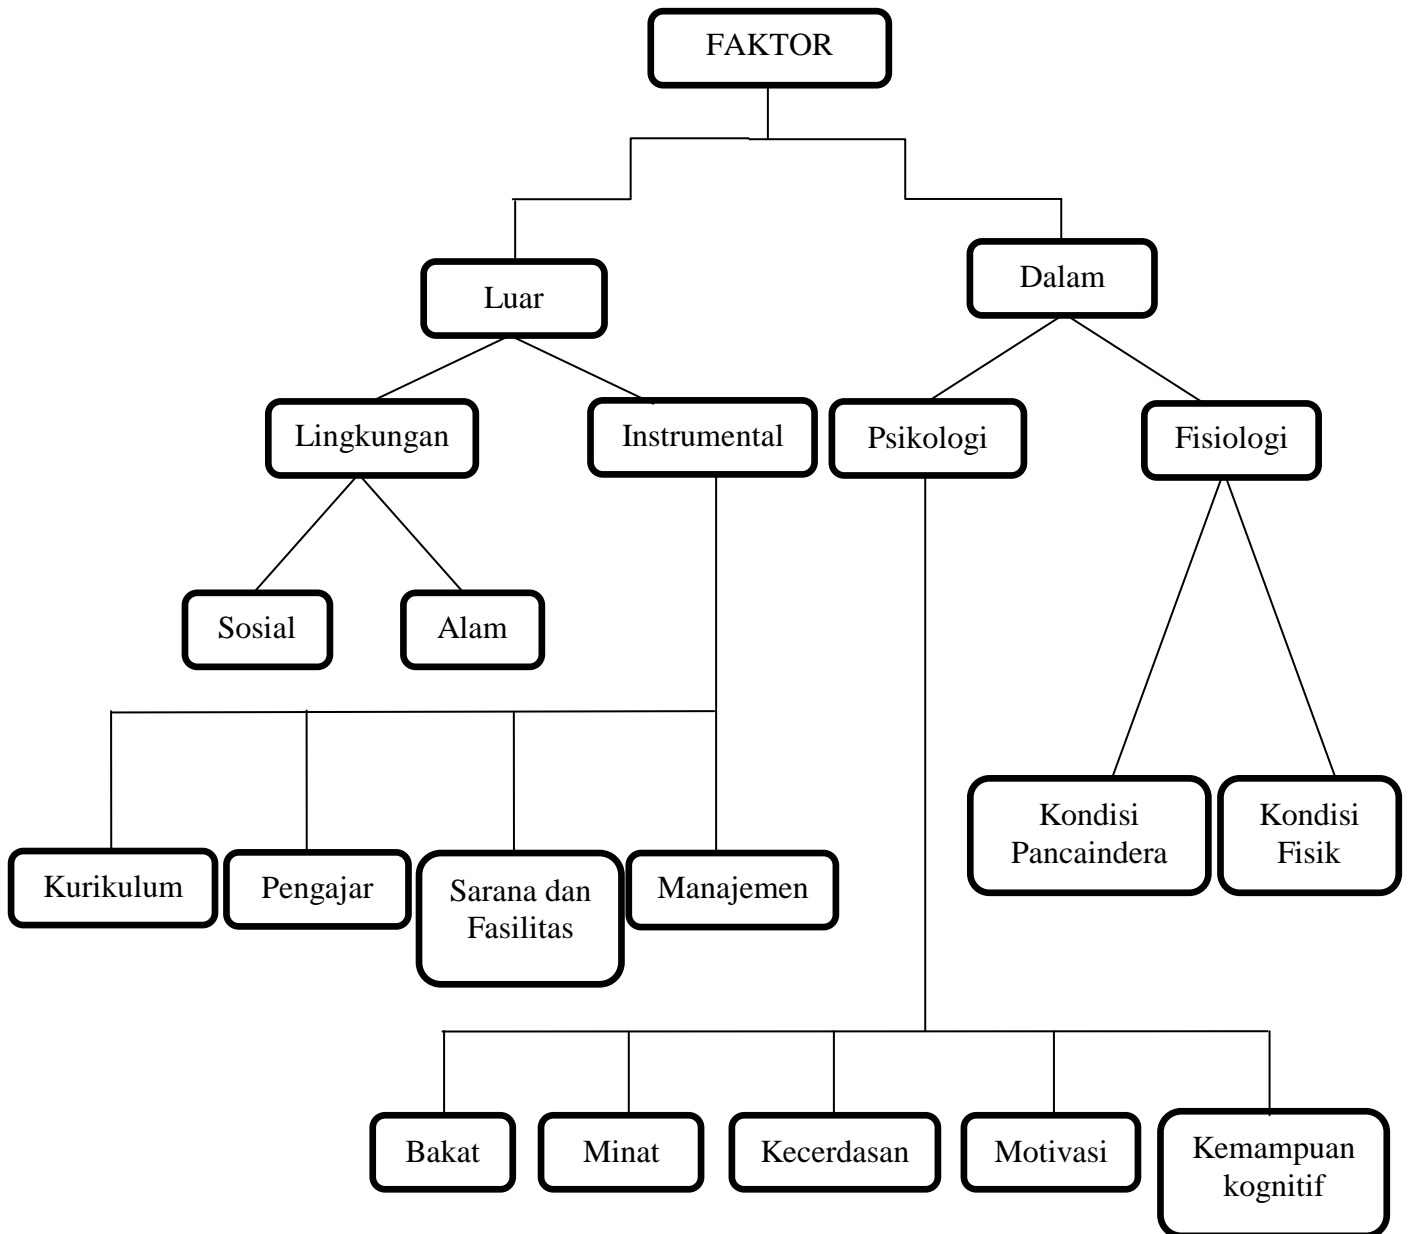 FAKTOR
Luar
Dalam
Lingkungan
Instrumental
Psikologi
Fisiologi
Sosial
Alam
Kondisi
Pancaindera
Kondisi
Fisik
Kurikulum
Pengajar
Sarana dan
Fasilitas
Manajemen
Bakat
Minat
Kecerdasan
Motivasi
Kemampuan
kognitif